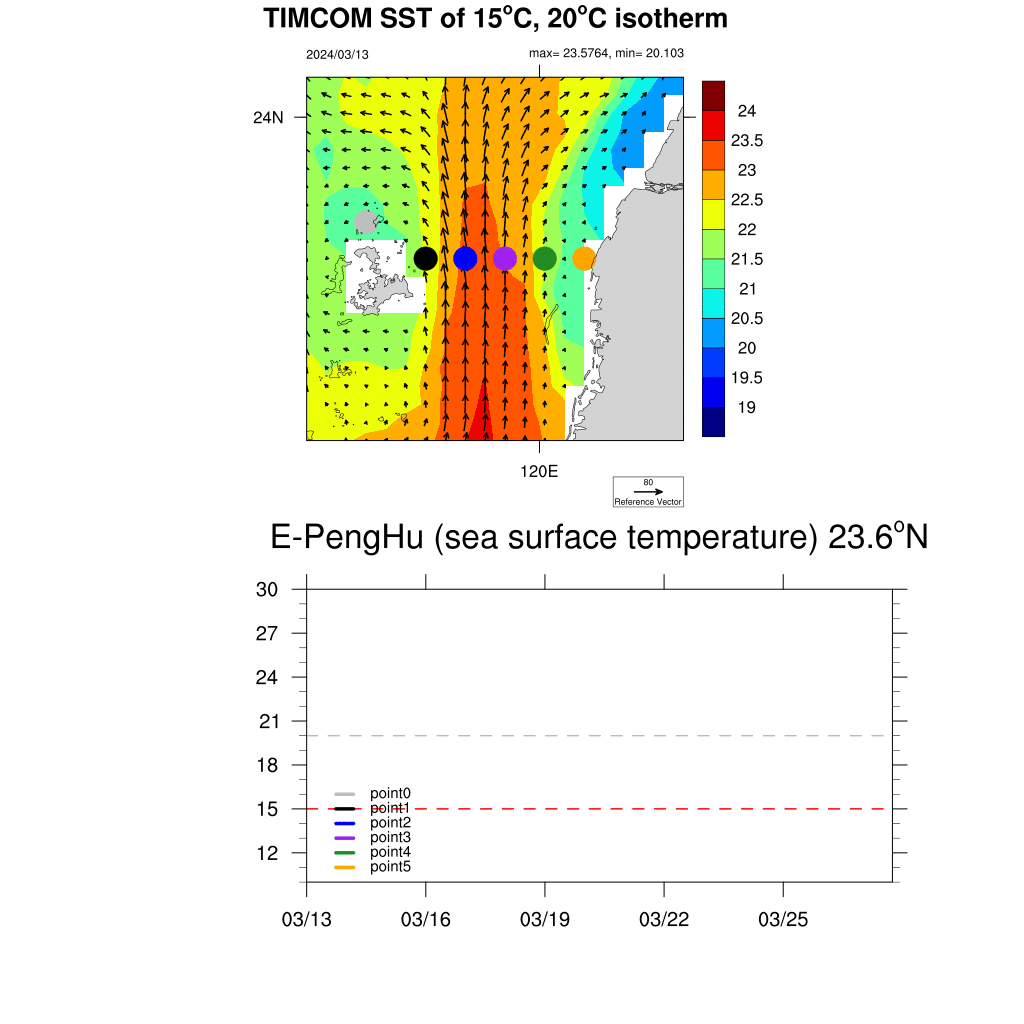 TIMCOM SST of 15°C, 20°C isotherm
2024/03/13
max= 23.5764, min= 20.103
24N
24
23.5
23
22.5
22
21.5
21
20.5
20
19.5
19
120E
80
Reference Vector
E-PengHu (sea surface temperature) 23.6°N
30
27
24
21
18
15
12
point0
point1
point2
point3
point4
point5
03/13 03/16 03/19 03/22 03/25